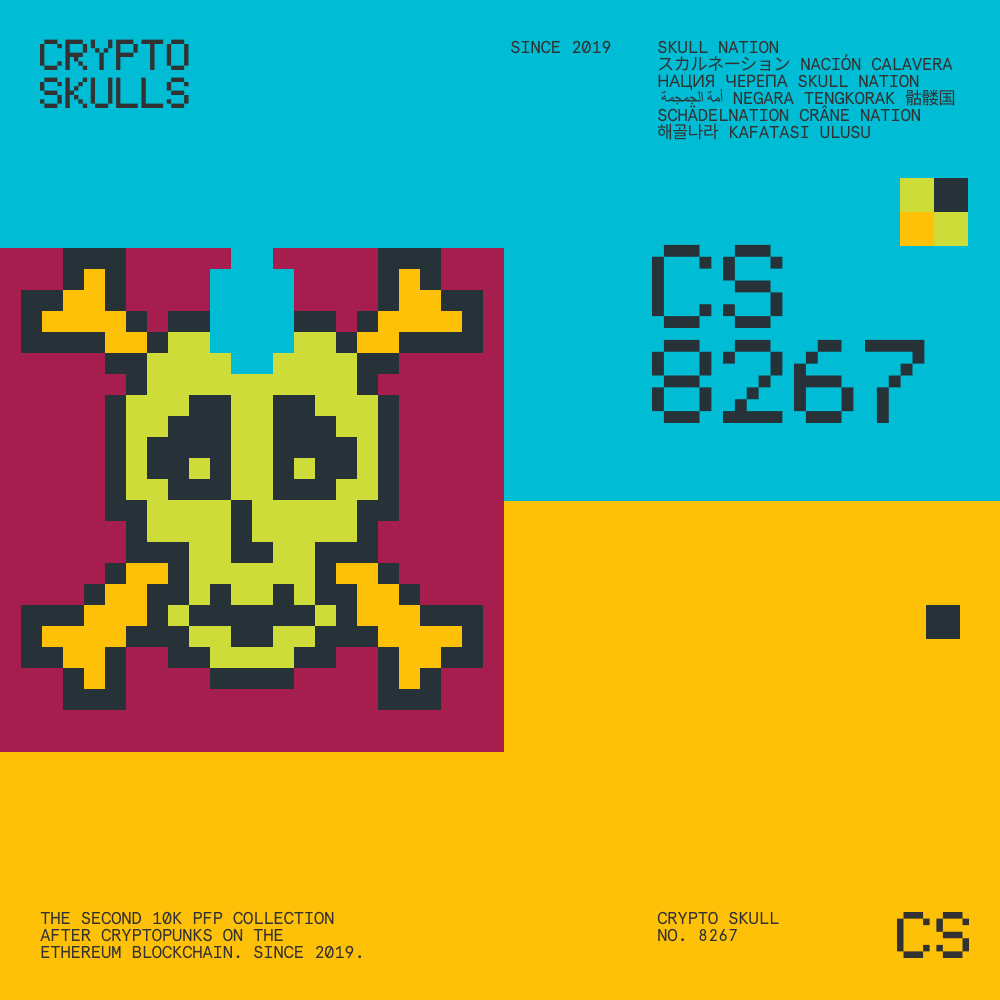 CRYPTO
SKULLS
SINCE 2019
SKULL NATION
スカルネーション NACIÓN CALAVERA
НАЦИЯ ЧЕРЕПА SKULL NATION
أمة الجمجمة NEGARA TENGKORAK 骷髅国
SCHÄDELNATION CRÂNE NATION
해골나라 KAFATASI ULUSU
CS
8267
THE SECOND 10K PFP COLLECTION
AFTER CRYPTOPUNKS ON THE
ETHEREUM BLOCKCHAIN. SINCE 2019.
CRYPTO SKULL
NO. 8267
CS